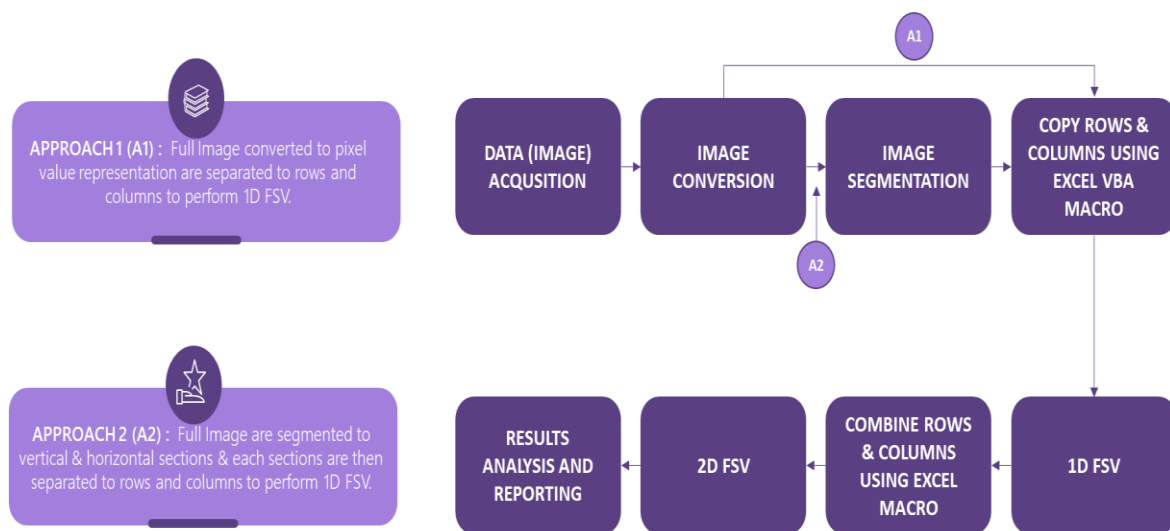 A1
APPROACH 1 (A1) : Full Image converted to pixel
value representation are separated to rows and
columns to perform 1D FSV.
DATA (IMAGE)
ACQUSITION
IMAGE
CONVERSION
IMAGE
SEGMENTATION
COPY ROWS &
COLUMNS USING
EXCEL VBA
MACRO
A2
APPROACH 2 (A2) : Full Image are segmented to
vertical & horizontal sections & each sections are then
separated to rows and columns to perform 1D FSV.
RESULTS
ANALYSIS AND
REPORTING
2D FSV
COMBINE ROWS
& COLUMNS
USING EXCEL
MACRO
1D FSV